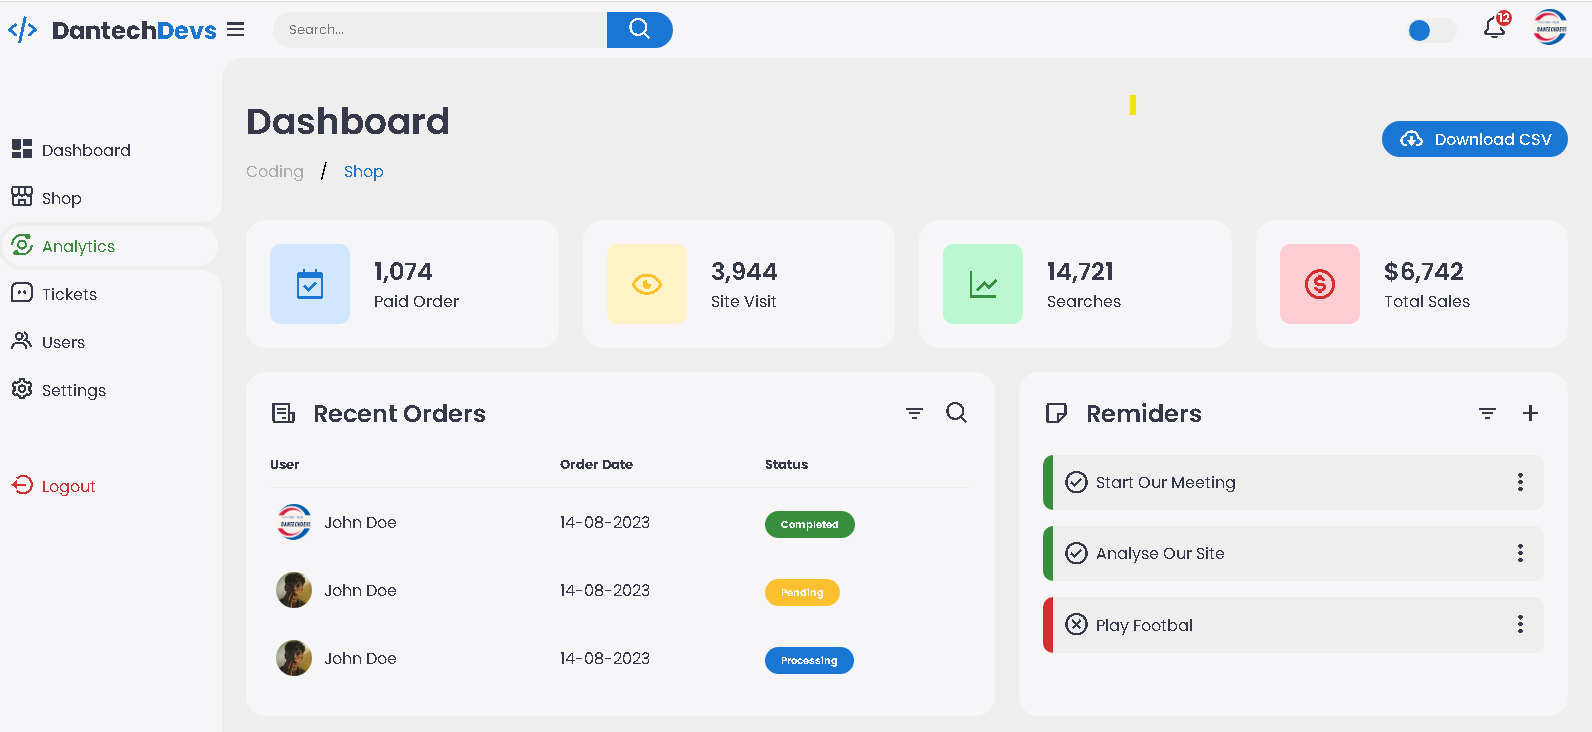 </> DantechDevs
Search...
12
DANTECHDEVS
Dashboard
Shop
Analytics
Tickets
Users
Settings
Logout
Dashboard
Coding / Shop
Download CSV
1,074
Paid Order
3,944
Site Visit
14,721
Searches
$6,742
Total Sales
Recent Orders
User Order Date Status
DANTECHDEVS
John Doe 14-08-2023 Completed
John Doe 14-08-2023 Pending
John Doe 14-08-2023 Processing
Remiders
Start Our Meeting
Analyse Our Site
Play Footbal